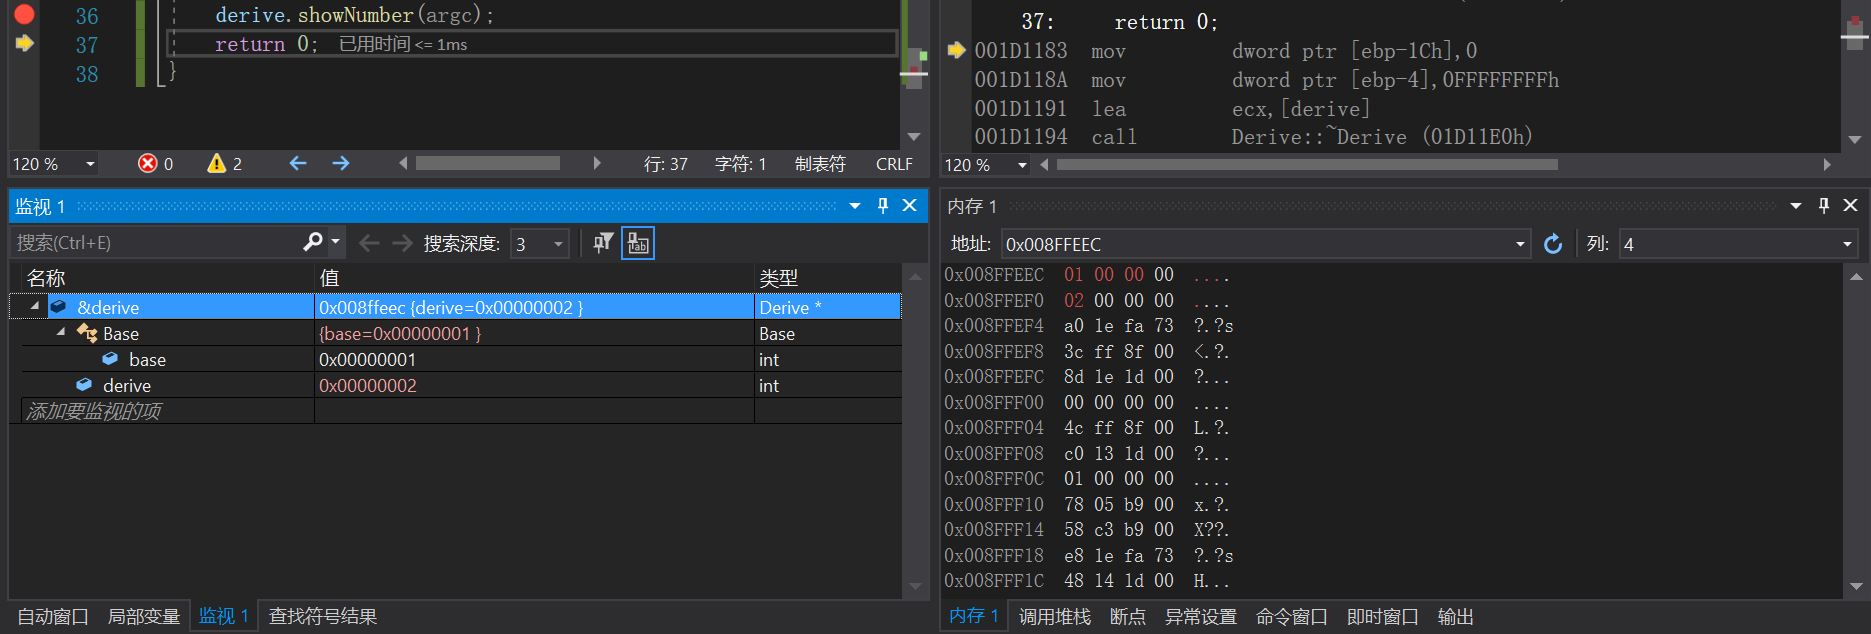 36 derive.showNumber(argc);
37 return 0; 已用时间 <= 1ms
38 }
120 % 0 2 行: 37 字符: 1 制表符 CRLF
37: return 0;
001D1183 mov dword ptr [ebp-1Ch],0
001D118A mov dword ptr [ebp-4],0FFFFFFFFh
001D1191 lea ecx,[derive]
001D1194 call Derive::~Derive (01D11E0h)
120 %
监视 1
搜索(Ctrl+E) 搜索深度: 3
名称 值 类型
&derive 0x008ffeec {derive=0x00000002 } Derive *
Base {base=0x00000001 } Base
base 0x00000001 int
derive 0x00000002 int
添加要监视的项
自动窗口 局部变量 监视 1 查找符号结果
内存 1
地址: 0x008FFEEC 列: 4
0x008FFEEC 01 00 00 00 ....
0x008FFEF0 02 00 00 00 ....
0x008FFEF4 a0 1e fa 73 ?.?s
0x008FFEF8 3c ff 8f 00 <.?.
0x008FFEFC 8d 1e 1d 00 ?...
0x008FFF00 00 00 00 00 ....
0x008FFF04 4c ff 8f 00 L.?.
0x008FFF08 c0 13 1d 00 ?...
0x008FFF0C 01 00 00 00 ....
0x008FFF10 78 05 b9 00 x.?.
0x008FFF14 58 c3 b9 00 X??.
0x008FFF18 e8 1e fa 73 ?.?s
0x008FFF1C 48 14 1d 00 H...
内存 1 调用堆栈 断点 异常设置 命令窗口 即时窗口 输出